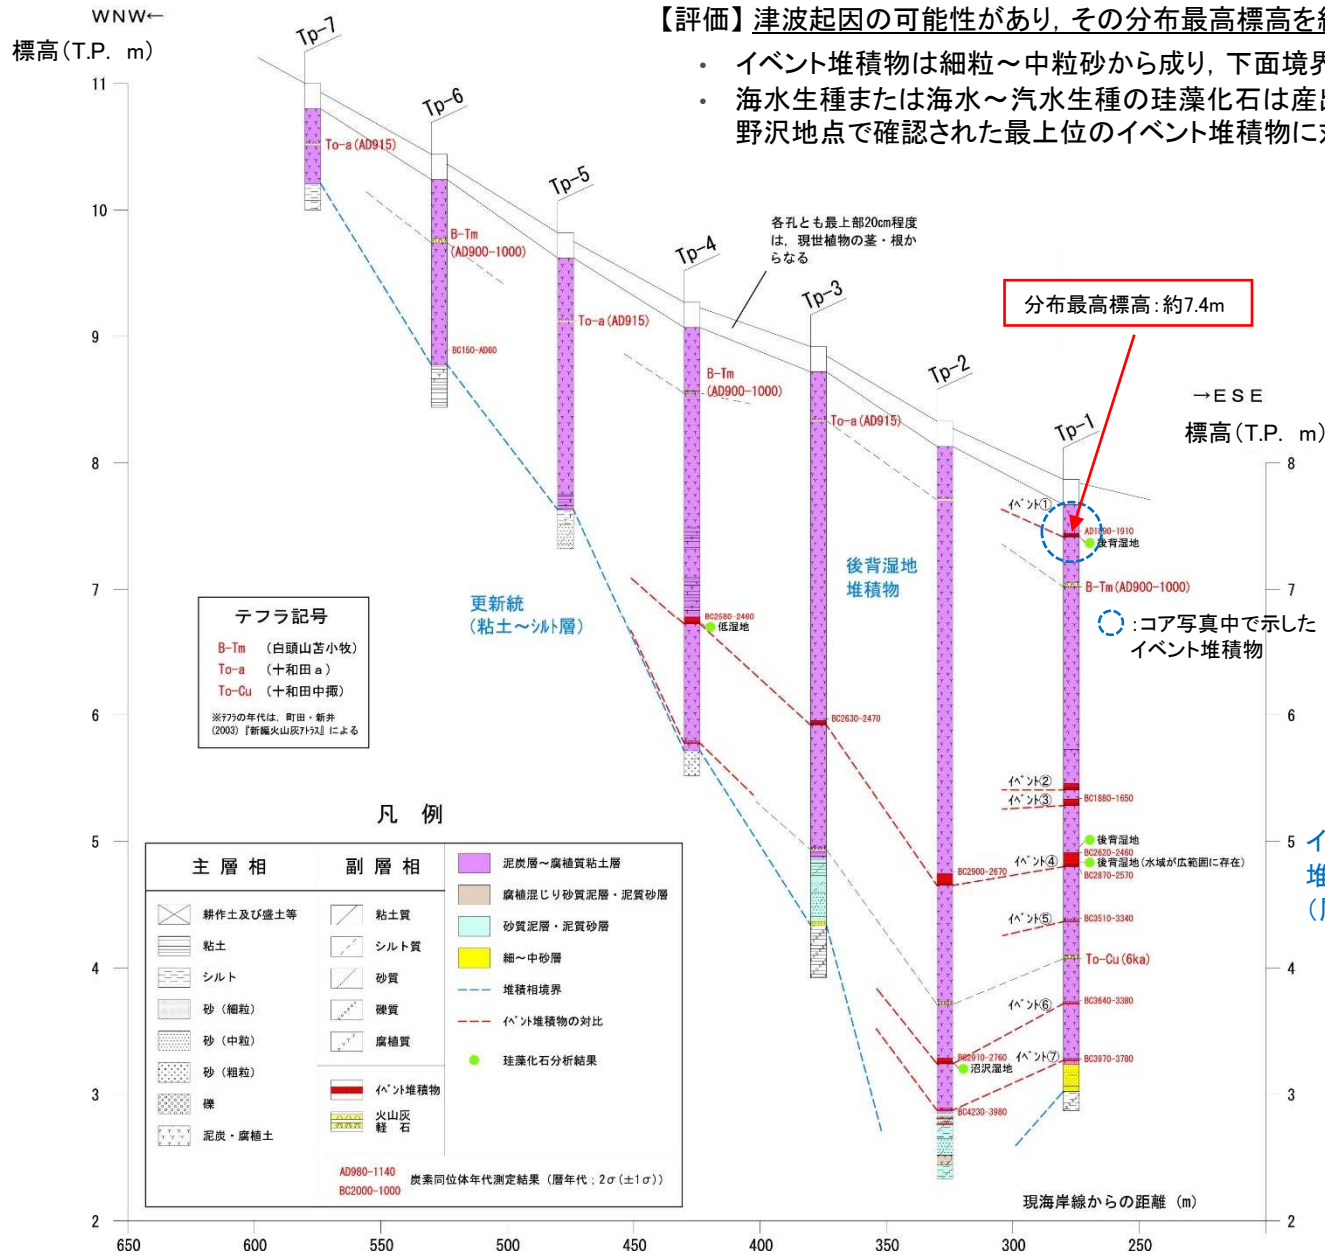 WNW←
標高(T.P. m)
【評価】津波起因の可能性があり，その分布最高標高を
・ イベント堆積物は細粒～中粒砂から成り，下面境界
・ 海水生種または海水～汽水生種の珪藻化石は産出
野沢地点で確認された最上位のイベント堆積物に対
Tp-7
Tp-6
Tp-5
Tp-4
Tp-3
Tp-2
Tp-1
各孔とも最上部20cm程度
は，現世植物の茎・根か
らなる
分布最高標高：約7.4m
→ESE
標高(T.P. m)
11
10
9
8
7
6
5
4
3
2
8
7
6
5
4
3
2
To-a(AD915)
B-Tm
(AD900-1000)
BC150-AD60
To-a(AD915)
B-Tm
(AD900-1000)
BC2580-2460
低湿地
To-a(AD915)
BC2630-2470
BC2900-2670
BC2910-2760
沼沢湿地
BC4230-3980
イベント①
後背湿地
B-Tm(AD900-1000)
:コア写真中で示した
イベント堆積物
イベント②
イベント③
BC1880-1650
後背湿地
BC2620-2460
イベント④
後背湿地(水域が広範囲に存在)
BC2870-2570
イベント⑤
BC3510-3340
To-Cu(6ka)
イベント⑥
BC3640-3380
イベント⑦
BC3970-3780
後背湿地
堆積物
更新統
(粘土～シルト層)
テフラ記号
B-Tm (白頭山苫小牧)
To-a (十和田a)
To-Cu (十和田中掫)
※テフラの年代は，町田・新井
(2003)『新編火山灰アトラス』による
凡 例
主層相
副層相
耕作土及び盛土等
粘土
シルト
砂（細粒）
砂（中粒）
砂（粗粒）
礫
泥炭・腐植土
粘土質
シルト質
砂質
礫質
腐植質
イベント堆積物
火山灰
軽石
泥炭層～腐植質粘土層
腐植混じり砂質泥層・泥質砂層
砂質泥層・泥質砂層
細～中砂層
堆積相境界
イベント堆積物の対比
珪藻化石分析結果
AD980-1140
BC2000-1000
炭素同位体年代測定結果（暦年代；2σ(±1σ)）
現海岸線からの距離 (m)
650
600
550
500
450
400
350
300
250